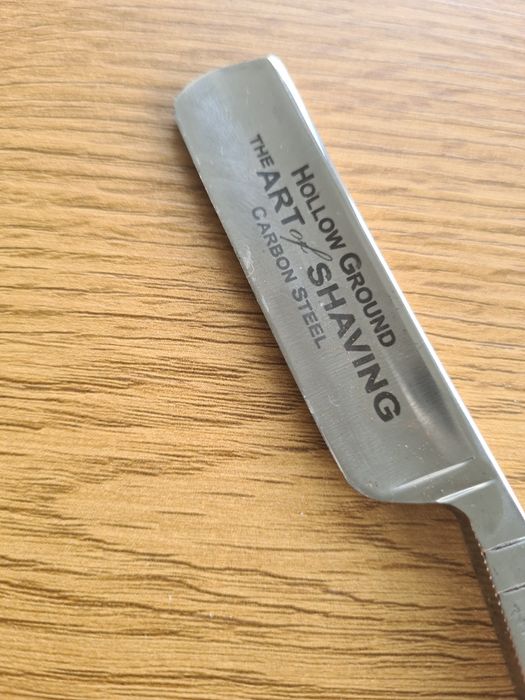 HOLLOW GROUND
THE ART of SHAVING
CARBON STEEL